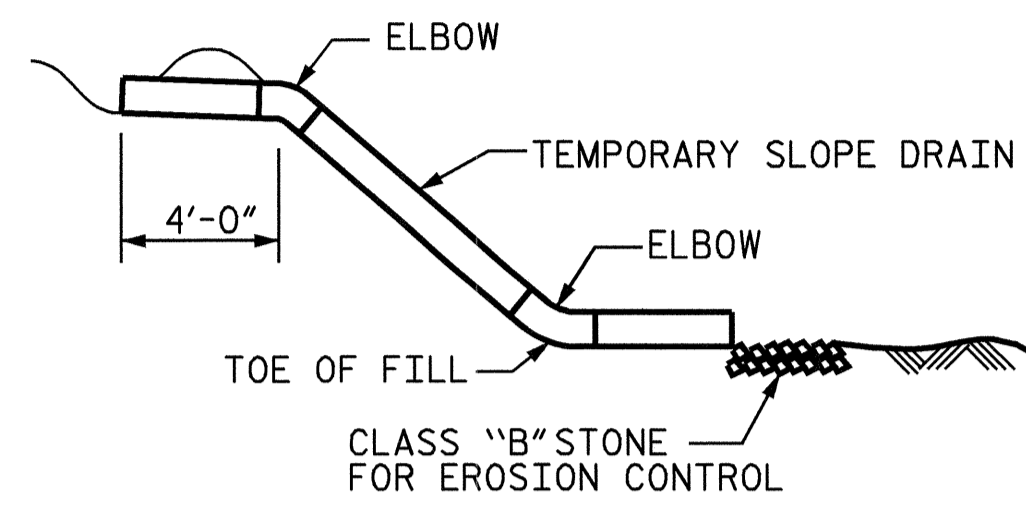 ELBOW
TEMPORARY SLOPE DRAIN
4'-0"
ELBOW
TOE OF FILL
CLASS "B" STONE
FOR EROSION CONTROL